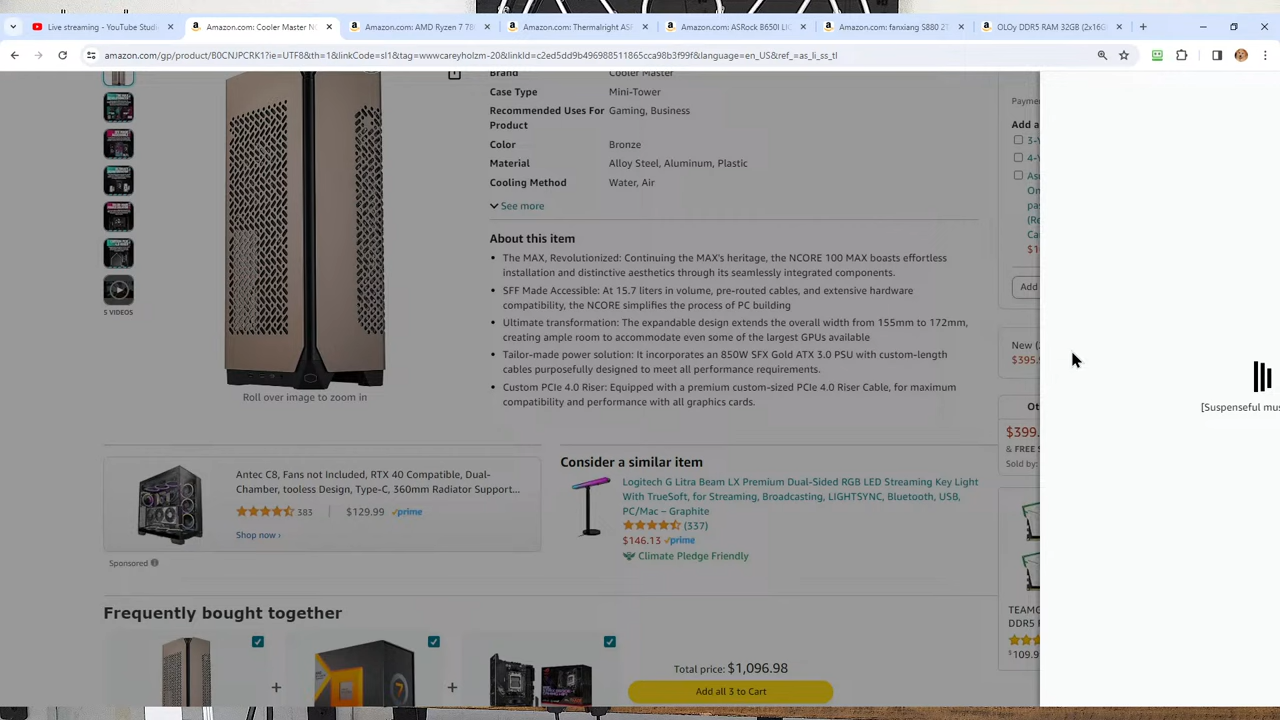 Live streaming - YouTube Studi
Amazon.com: Cooler Master N
Amazon.com: AMD Ryzen 7 78
Amazon.com: Thermalright ASI
Amazon.com: ASRock B650I LIG
Amazon.com: fanxiang S880 2T
OLOy DDR5 RAM 32GB (2x16G
amazon.com/gp/product/B0CNJPCRK1?ie=UTF8&th=1&linkCode=sl1&tag=wwwcareyholzm-20&linkId=c2ed5dd9b469688511865cca98b3f99f&language=en_US&ref_=as_li_ss_tl
Brand Cooler Master
Case Type Mini-Tower
Recommended Uses For Product Gaming, Business
Color Bronze
Material Alloy Steel, Aluminum, Plastic
Cooling Method Water, Air
See more
About this item
• The MAX, Revolutionized: Continuing the MAX's heritage, the NCORE 100 MAX boasts effortless
installation and distinctive aesthetics through its seamlessly integrated components.
• SFF Made Accessible: At 15.7 liters in volume, pre-routed cables, and extensive hardware
compatibility, the NCORE simplifies the process of PC building
• Ultimate transformation: The expandable design extends the overall width from 155mm to 172mm,
creating ample room to accommodate even some of the largest GPUs available
• Tailor-made power solution: It incorporates an 850W SFX Gold ATX 3.0 PSU with custom-length
cables purposefully designed to meet all performance requirements.
• Custom PCIe 4.0 Riser: Equipped with a premium custom-sized PCIe 4.0 Riser Cable, for maximum
compatibility and performance with all graphics cards.
5 VIDEOS
Roll over image to zoom in
Antec C8, Fans not Included, RTX 40 Compatible, Dual-
Chamber, tooless Design, Type-C, 360mm Radiator Support...
383 $129.99 prime
Shop now ›
Sponsored
Consider a similar item
Logitech G Litra Beam LX Premium Dual-Sided RGB LED Streaming Key Light
With TrueSoft, for Streaming, Broadcasting, LIGHTSYNC, Bluetooth, USB,
PC/Mac – Graphite
(337)
$146.13 prime
Climate Pledge Friendly
Frequently bought together
Total price: $1,096.98
Add all 3 to Cart
Paymen
Add a
3-Y
4-Y
As
On
pa
(Re
Ca
$1
Add
New (
$395.
Ot
$399.
& FREE S
Sold by:
TEAMG
DDR5 R
$109.9
[Suspenseful mus